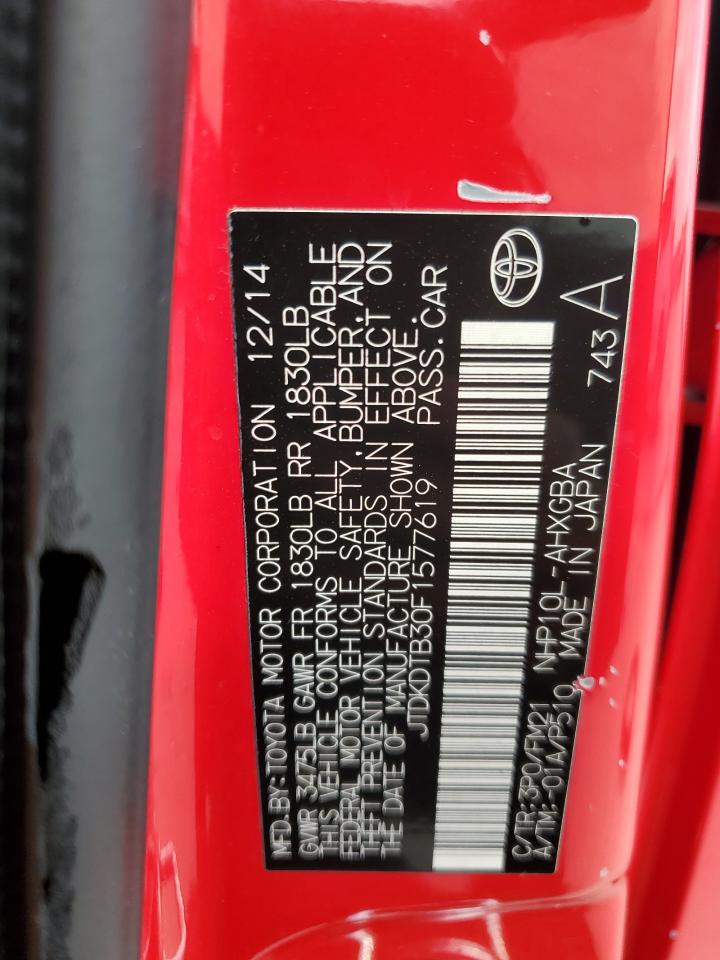 MFD.BY:TOYOTA MOTOR CORPORATION 12/14
GVWR 3475LB GAWR FR 1830LB RR 1830LB
THIS VEHICLE CONFORMS TO ALL APPLICABLE
FEDERAL MOTOR VEHICLE SAFETY,BUMPER,AND
THEFT PREVENTION STANDARDS IN EFFECT ON
THE DATE OF MANUFACTURE SHOWN ABOVE.
JTDKDTB30F1577619 PASS.CAR
C/TR:3P0/FM21 NHP10L-AHXGBA
A/TM:-01A/P510 MADE IN JAPAN 743 A